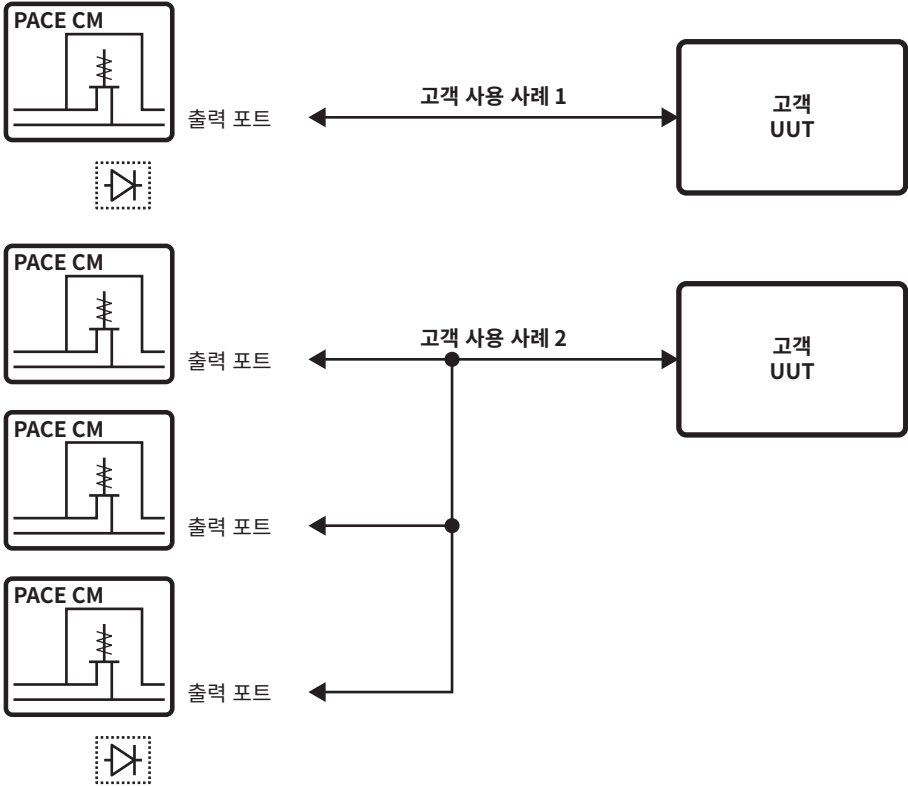 PACE CM
출력 포트
고객 사용 사례 1
고객
UUT
PACE CM
출력 포트
고객 사용 사례 2
고객
UUT
PACE CM
출력 포트
PACE CM
출력 포트